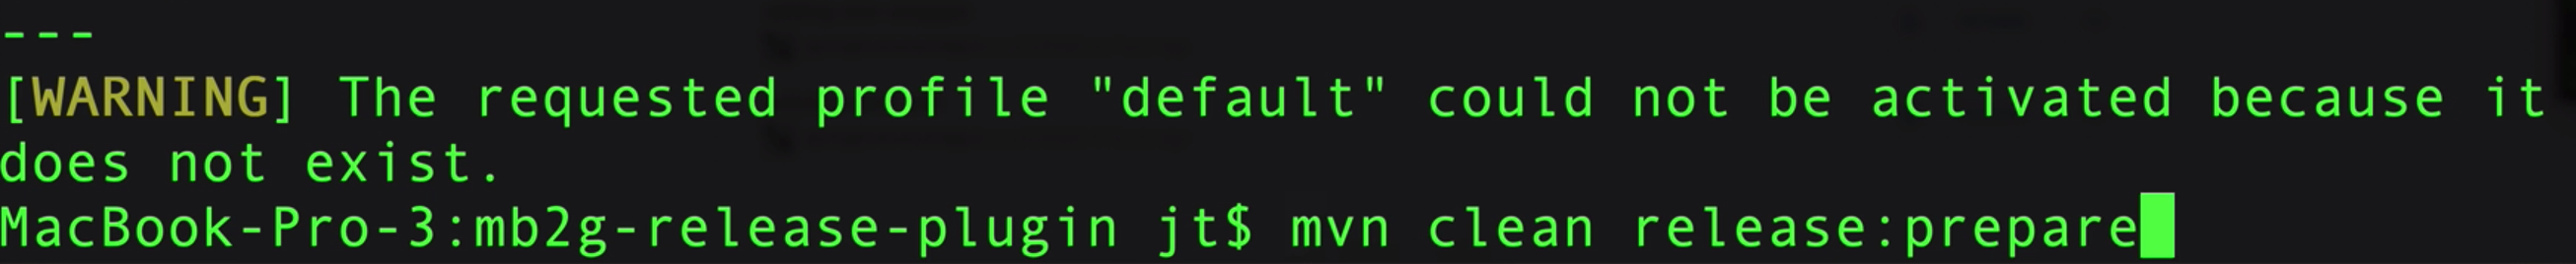 ---
[WARNING] The requested profile "default" could not be activated because it
does not exist.
MacBook-Pro-3:mb2g-release-plugin jt$ mvn clean release:prepare